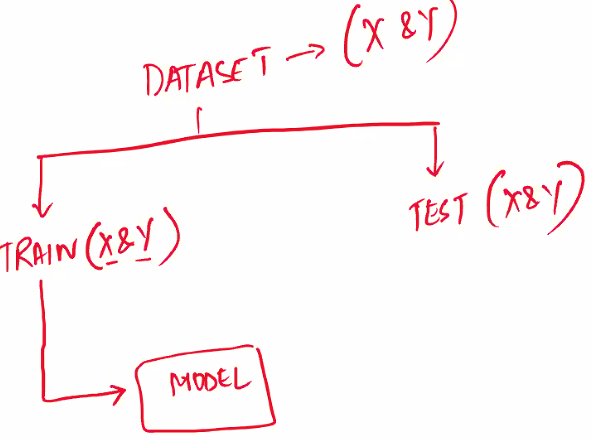 DATASET → (X & Y)
TRAIN (X & Y)
TEST (X & Y)
MODEL